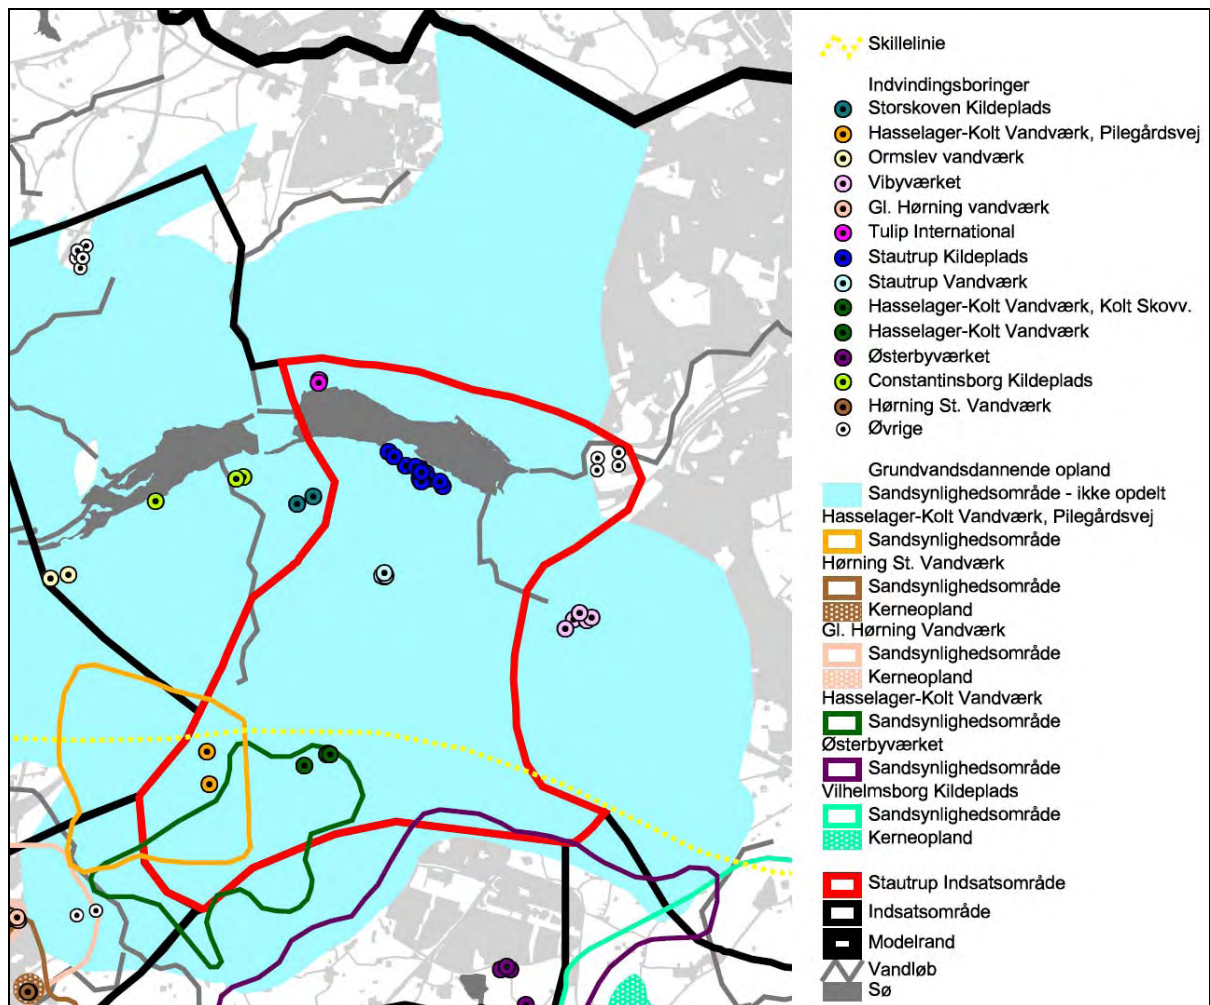 Skillelinie
Indvindingsboringer
Storskoven Kildeplads
Hasselager-Kolt Vandværk, Pilegårdsvej
Ormslev vandværk
Vibyværket
Gl. Hørning vandværk
Tulip International
Stautrup Kildeplads
Stautrup Vandværk
Hasselager-Kolt Vandværk, Kolt Skovv.
Hasselager-Kolt Vandværk
Østerbyværket
Constantinsborg Kildeplads
Hørning St. Vandværk
Øvrige
Grundvandsdannende opland
Sandsynlighedsområde - ikke opdelt
Hasselager-Kolt Vandværk, Pilegårdsvej
Sandsynlighedsområde
Hørning St. Vandværk
Sandsynlighedsområde
Kerneopland
Gl. Hørning Vandværk
Sandsynlighedsområde
Kerneopland
Hasselager-Kolt Vandværk
Sandsynlighedsområde
Østerbyværket
Sandsynlighedsområde
Vilhelmsborg Kildeplads
Sandsynlighedsområde
Kerneopland
Stautrup Indsatsområde
Indsatsområde
Modelrand
Vandløb
Sø